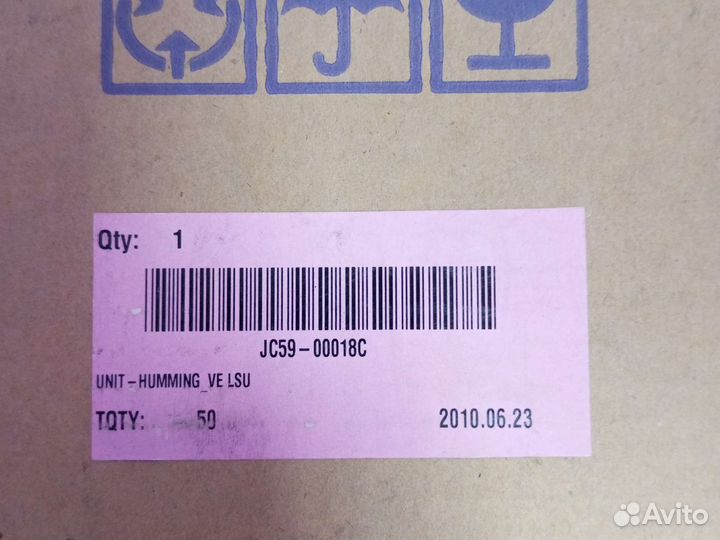 Qty: 1
JC59-00018C
UNIT-HUMMING_VE LSU
TQTY: 50 2010.06.23
Avito